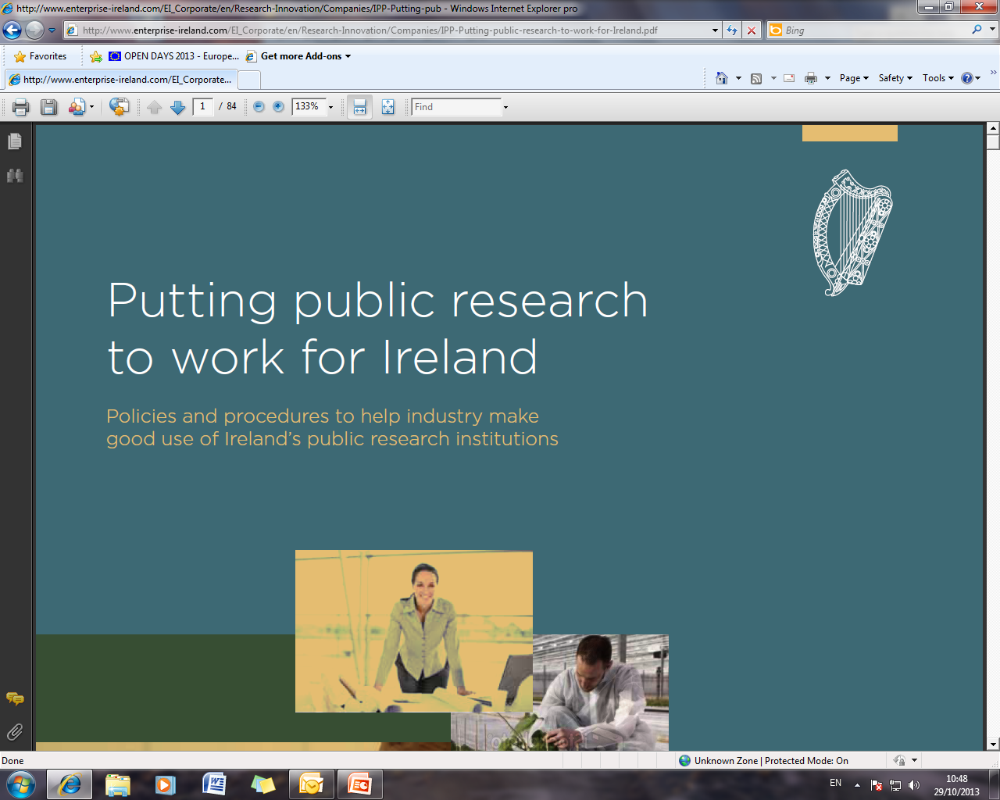 http://www.enterprise-ireland.com/EI_Corporate/en/Research-Innovation/Companies/IPP-Putting-pub - Windows Internet Explorer pro
http://www.enterprise-ireland.com/EI_Corporate/en/Research-Innovation/Companies/IPP-Putting-public-research-to-work-for-Ireland.pdf
Bing
Favorites
OPEN DAYS 2013 - Europe...
Get more Add-ons
http://www.enterprise-ireland.com/EI_Corporate...
Page
Safety
Tools
1 / 84
133%
Find
Putting public research
to work for Ireland
Policies and procedures to help industry make
good use of Ireland's public research institutions
Done
Unknown Zone | Protected Mode: On
EN
10:48
29/10/2013